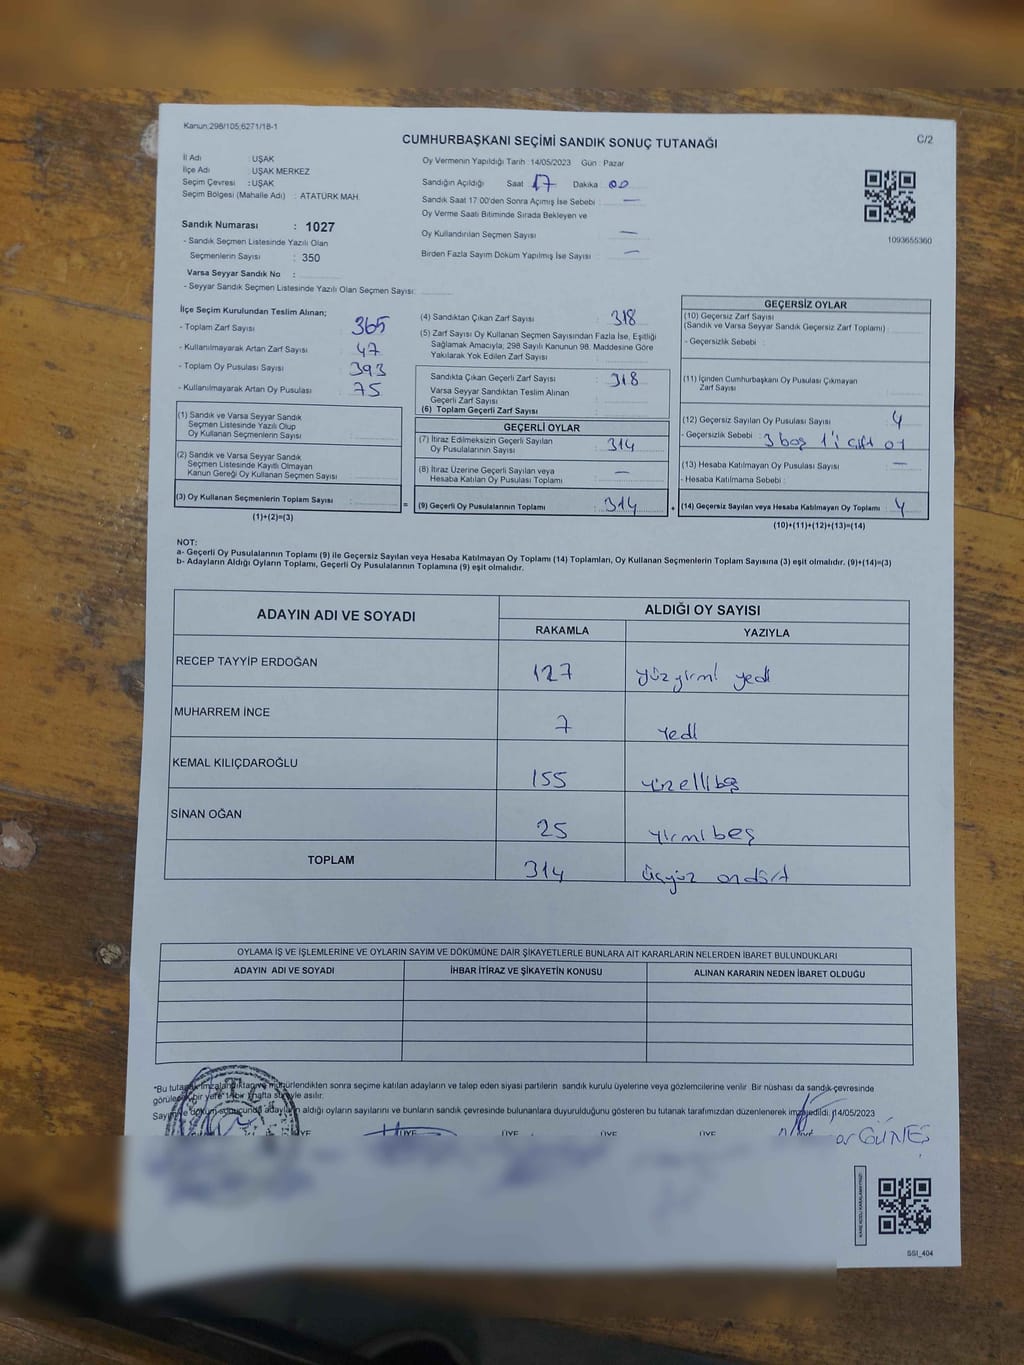 Kanun:298/105;6271/18-1
CUMHURBAŞKANI SEÇİMİ SANDIK SONUÇ TUTANAĞI
C/2
İl Adı : UŞAK
İlçe Adı : UŞAK MERKEZ
Seçim Çevresi : UŞAK
Seçim Bölgesi (Mahalle Adı) : ATATÜRK MAH.
Sandık Numarası : 1027
- Sandık Seçmen Listesinde Yazılı Olan
Seçmenlerin Sayısı : 350
Varsa Seyyar Sandık No :
- Seyyar Sandık Seçmen Listesinde Yazılı Olan Seçmen Sayısı:
Oy Vermenin Yapıldığı Tarih :14/05/2023 Gün : Pazar
Sandığın Açıldığı Saat 17 Dakika 00
Sandık Saat 17.00'den Sonra Açımış İse Sebebi : —
Oy Verme Saati Bitiminde Sırada Bekleyen ve
Oy Kullandırılan Seçmen Sayısı : —
Birden Fazla Sayım Döküm Yapılmış İse Sayısı : —
1093655360
İlçe Seçim Kurulundan Teslim Alınan;
- Toplam Zarf Sayısı : 365
- Kullanılmayarak Artan Zarf Sayısı : 47
- Toplam Oy Pusulası Sayısı : 393
- Kullanılmayarak Artan Oy Pusulası : 75
(1) Sandık ve Varsa Seyyar Sandık
Seçmen Listesinde Yazılı Olup
Oy Kullanan Seçmenlerin Sayısı :
(2) Sandık ve Varsa Seyyar Sandık
Seçmen Listesinde Kayıtlı Olmayan
Kanun Gereği Oy Kullanan Seçmen Sayısı :
(3) Oy Kullanan Seçmenlerin Toplam Sayısı :
(1)+(2)=(3)
(4) Sandıktan Çıkan Zarf Sayısı : 318
(5) Zarf Sayısı Oy Kullanan Seçmen Sayısından Fazla İse, Eşitliği
Sağlamak Amacıyla, 298 Sayılı Kanunun 98. Maddesine Göre
Yakılarak Yok Edilen Zarf Sayısı :
Sandıkta Çıkan Geçerli Zarf Sayısı : 318
Varsa Seyyar Sandıktan Teslim Alınan
Geçerli Zarf Sayısı :
(6) Toplam Geçerli Zarf Sayısı :
GEÇERLİ OYLAR
(7) İtiraz Edilmeksizin Geçerli Sayılan
Oy Pusulalarının Sayısı : 314
(8) İtiraz Üzerine Geçerli Sayılan veya
Hesaba Katılan Oy Pusulası Toplamı : —
= (9) Geçerli Oy Pusulalarının Toplamı : 314
GEÇERSİZ OYLAR
(10) Geçersiz Zarf Sayısı
(Sandık ve Varsa Seyyar Sandık Geçersiz Zarf Toplamı) :
- Geçersizlik Sebebi :
(11) İçinden Cumhurbaşkanı Oy Pusulası Çıkmayan
Zarf Sayısı :
(12) Geçersiz Sayılan Oy Pusulası Sayısı : 4
- Geçersizlik Sebebi : 3 boş 1'i çift oy
(13) Hesaba Katılmayan Oy Pusulası Sayısı : —
- Hesaba Katılmama Sebebi :
+ (14) Geçersiz Sayılan veya Hesaba Katılmayan Oy Toplamı : 4
(10)+(11)+(12)+(13)=(14)
NOT:
a- Geçerli Oy Pusulalarının Toplamı (9) ile Geçersiz Sayılan veya Hesaba Katılmayan Oy Toplamı (14) Toplamları, Oy Kullanan Seçmenlerin Toplam Sayısına (3) eşit olmalıdır. (9)+(14)=(3)
b- Adayların Aldığı Oyların Toplamı, Geçerli Oy Pusulalarının Toplamına (9) eşit olmalıdır.
ADAYIN ADI VE SOYADI ALDIĞI OY SAYISI
RAKAMLA YAZIYLA
RECEP TAYYİP ERDOĞAN 127 yüzyirmi yedi
MUHARREM İNCE 7 yedi
KEMAL KILIÇDAROĞLU 155 yüzellibeş
SİNAN OĞAN 25 yirmibeş
TOPLAM 314 üçyüz ondört
OYLAMA İŞ VE İŞLEMLERİNE VE OYLARIN SAYIM VE DÖKÜMÜNE DAİR ŞİKAYETLERLE BUNLARA AİT KARARLARIN NELERDEN İBARET BULUNDUKLARI
ADAYIN ADI VE SOYADI İHBAR İTİRAZ VE ŞİKAYETİN KONUSU ALINAN KARARIN NEDEN İBARET OLDUĞU
"Bu tutanak imzalandıktan ve mühürlendikten sonra seçime katılan adayların ve talep eden siyasi partilerin sandık kurulu üyelerine veya gözlemcilerine verilir. Bir nüshası da sandık çevresinde
görülecek bir yere 1 hafta süreyle asılır.
Sayım ve döküm sonucunda adayların aldığı oyların sayılarını ve bunların sandık çevresinde bulunanlara duyurulduğunu gösteren bu tutanak tarafımızdan düzenlenerek imzalanedildi. 14/05/2023
ÜYE ÜYE ÜYE ÜYE
GÜNEŞ
SSI_404